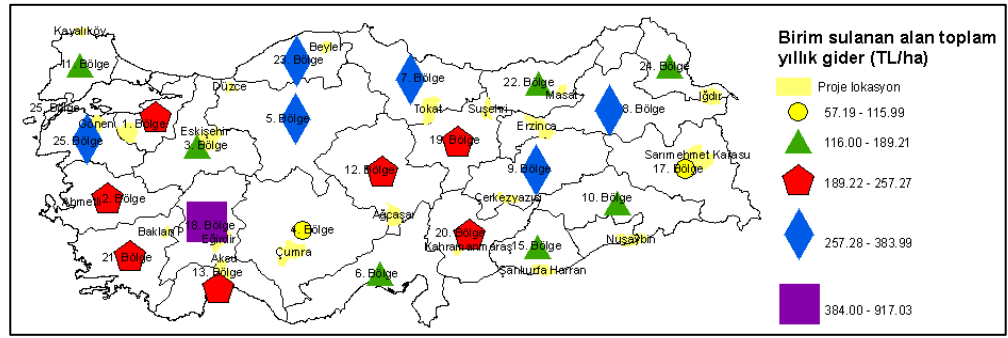 Kayalıköy
11. Bölge
Beyler
23. Bölge
7. Bölge
22. Bölge
Masat
24. Bölge
Iğdır
25. Bölge
Gönen
1. Bölge
Düzce
5. Bölge
Tokat
Suşehri
8. Bölge
Erzinca
25. Bölge
Eskişehir
3. Bölge
19. Bölge
Sarımehmet Karasu
17. Bölge
12. Bölge
9. Bölge
Ahmetli
2. Bölge
Çerkezyazısı
10. Bölge
Baklan
18. Bölge
Eğirdir
4. Bölge
Ağcaşar
20. Bölge
Kahramanmaraş
15. Bölge
Nusaybin
21. Bölge
Çumra
13. Bölge
6. Bölge
Şanlıurfa Harran
Birim sulanan alan toplam
yıllık gider (TL/ha)
Proje lokasyon
57.19 - 115.99
116.00 - 189.21
189.22 - 257.27
257.28 - 383.99
384.00 - 917.03